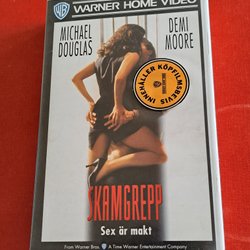 WARNER HOME VIDEO
MICHAEL DOUGLAS
DEMI MOORE
INNEHÅLLER KÖPFILMSBEVIS
SKAMGREPP
Sex är makt
From Warner Bros. A Time Warner Entertainment Company